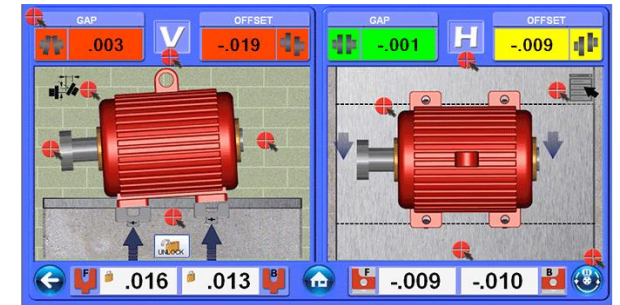 GAP
OFFSET
.003
V
-.019
GAP
OFFSET
-.001
H
-.009
UNLOCK
F
.016
.013
B
F
-.009
-.010
B